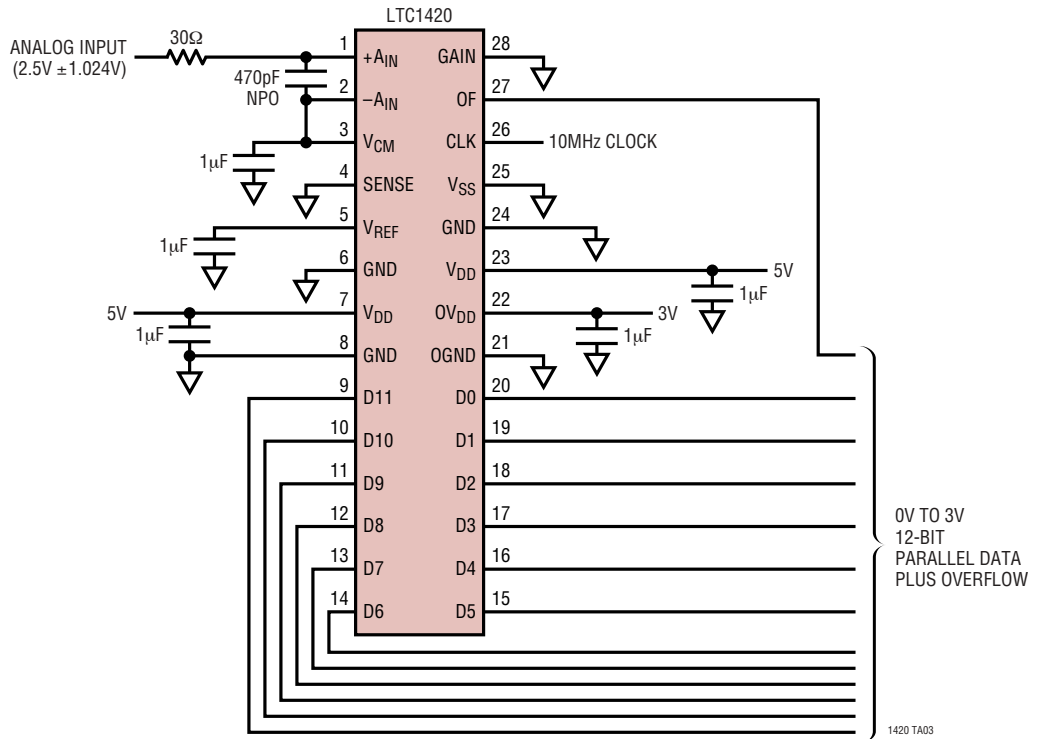 LTC1420
ANALOG INPUT
(2.5V ±1.024V)
30Ω
470pF
NPO
1μF
1μF
5V
1μF
1 +AIN
2 −AIN
3 VCM
4 SENSE
5 VREF
6 GND
7 VDD
8 GND
9 D11
10 D10
11 D9
12 D8
13 D7
14 D6
GAIN 28
OF 27
CLK 26
VSS 25
GND 24
VDD 23
OVDD 22
OGND 21
D0 20
D1 19
D2 18
D3 17
D4 16
D5 15
10MHz CLOCK
5V
1μF
3V
1μF
0V TO 3V
12-BIT
PARALLEL DATA
PLUS OVERFLOW
1420 TA03